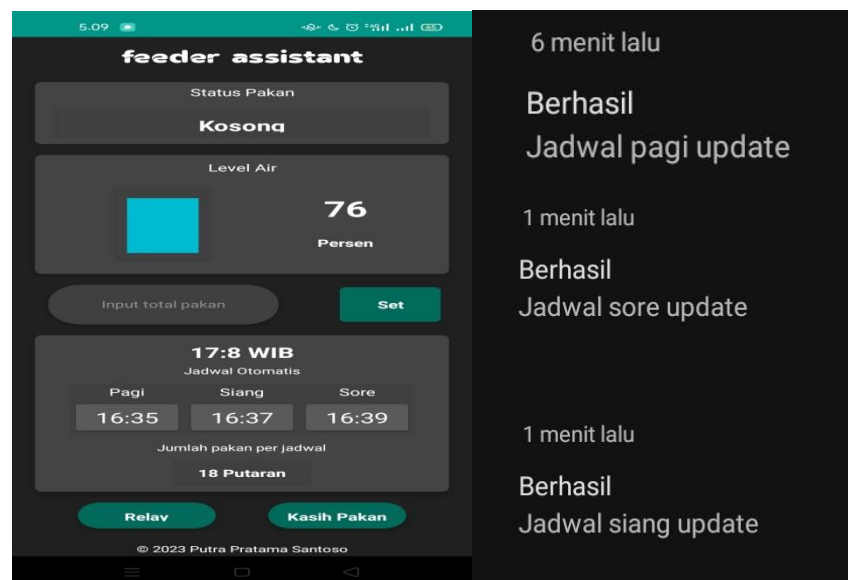 5.09
feeder assistant
Status Pakan
Kosong
Level Air
76
Persen
Input total pakan
Set
17:8 WIB
Jadwal Otomatis
Pagi Siang Sore
16:35 16:37 16:39
Jumlah pakan per jadwal
18 Putaran
Relay Kasih Pakan
© 2023 Putra Pratama Santoso
6 menit lalu
Berhasil
Jadwal pagi update
1 menit lalu
Berhasil
Jadwal sore update
1 menit lalu
Berhasil
Jadwal siang update